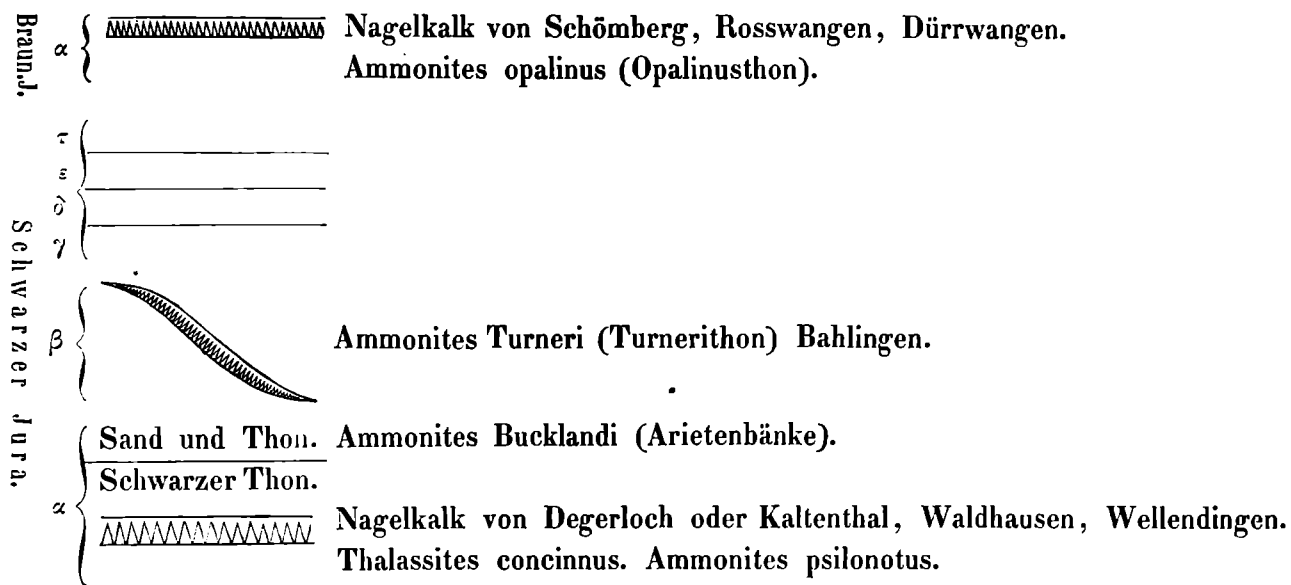 Braun.J.
α
Nagelkalk von Schömberg, Rosswangen, Dürrwangen.
Ammonites opalinus (Opalinusthon).
Schwarzer Jura.
τ
ε
δ
γ
β
Ammonites Turneri (Turnerithon) Bahlingen.
α
Sand und Thon. Ammonites Bucklandi (Arietenbänke).
Schwarzer Thon.
Nagelkalk von Degerloch oder Kaltenthal, Waldhausen, Wellendingen.
Thalassites concinnus. Ammonites psilonotus.